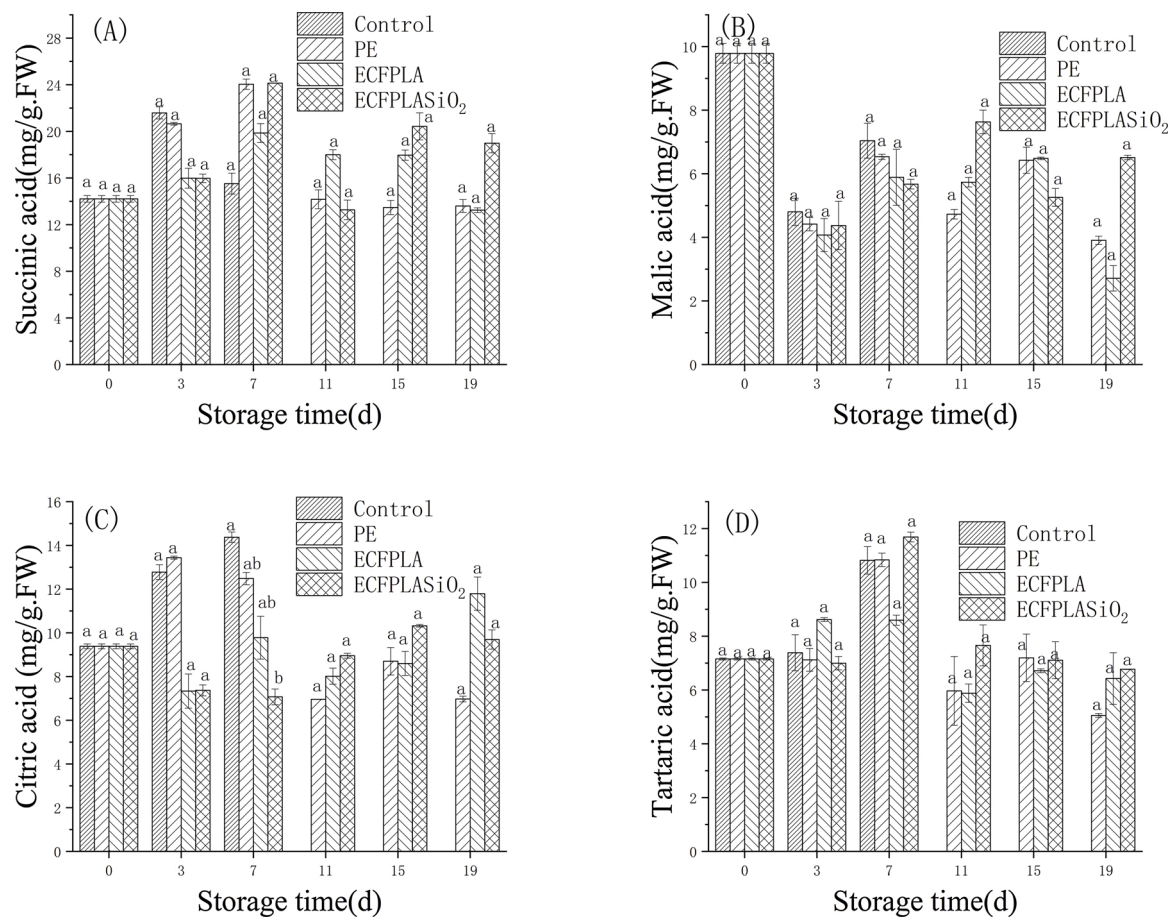 (A)
Control
PE
ECFPLA
ECFPLASiO₂
Succinic acid(mg/g.FW)
28
24
20
16
12
8
4
0
a a a a
a a a a
a a a a
a a a
a a a
a a a
0 3 7 11 15 19
Storage time(d)
(B)
Control
PE
ECFPLA
ECFPLASiO₂
Malic acid(mg/g.FW)
10
8
6
4
2
0
a a a a
a a a a
a a a a
a a a
a a a
a a a
0 3 7 11 15 19
Storage time(d)
(C)
Control
PE
ECFPLA
ECFPLASiO₂
Citric acid (mg/g.FW)
16
14
12
10
8
6
4
2
0
a a a a
a a a a
a ab ab b
a a a
a a a
a a a
0 3 7 11 15 19
Storage time(d)
(D)
Control
PE
ECFPLA
ECFPLASiO₂
Tartaric acid(mg/g.FW)
12
10
8
6
4
2
0
a a a a
a a a a
a a a a
a a a
a a a
a a a
0 3 7 11 15 19
Storage time(d)